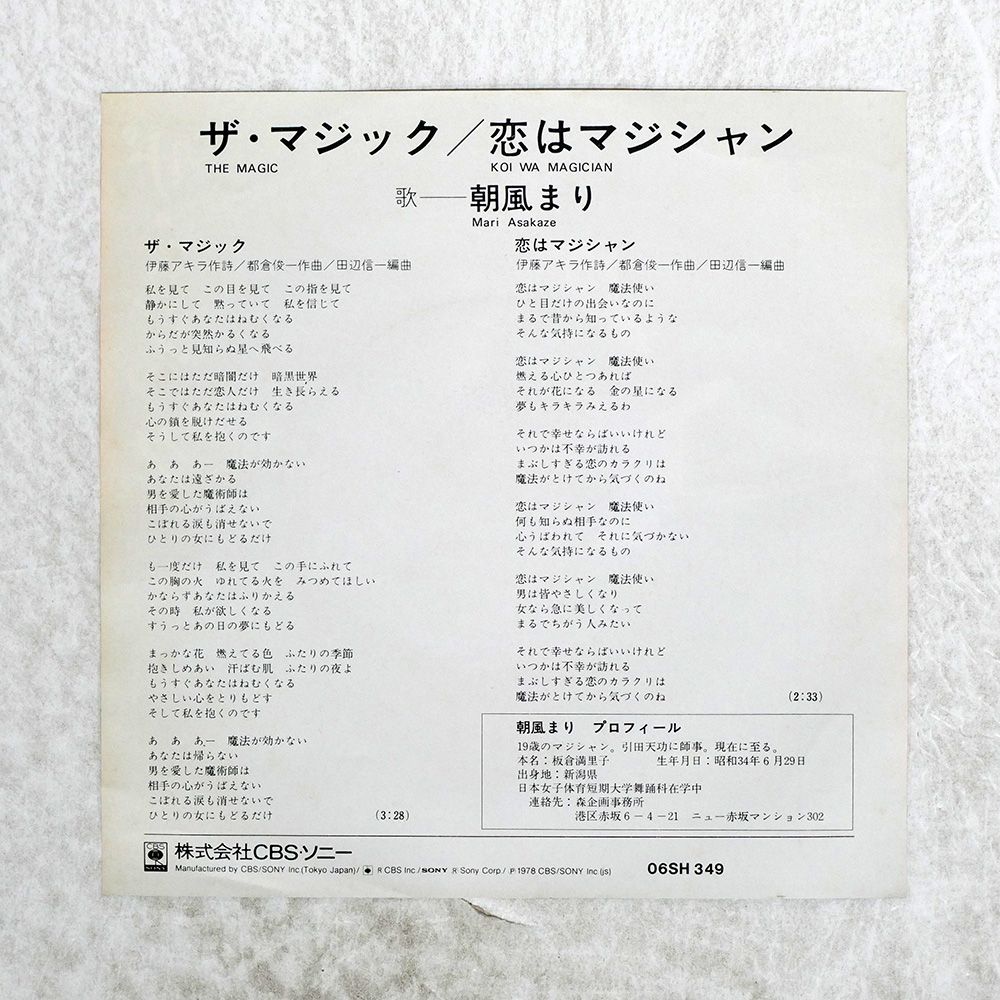 ザ・マジック／恋はマジシャン
THE MAGIC KOI WA MAGICIAN
歌──朝風まり
Mari Asakaze
ザ・マジック
伊藤アキラ作詩／都倉俊一作曲／田辺信一編曲
私を見て　この目を見て　この指を見て
静かにして　黙っていて　私を信じて
もうすぐあなたはねむくなる
からだが突然かるくなる
ふうっと見知らぬ星へ飛べる
そこにはただ暗闇だけ　暗黒世界
そこではただ恋人だけ　生き長らえる
もうすぐあなたはねむくなる
心の鎖を脱けだせる
そうして私を抱くのです
あ　あ　あー　魔法が効かない
あなたは遠ざかる
男を愛した魔術師は
相手の心がうばえない
こぼれる涙も消せないで
ひとりの女にもどるだけ
も一度だけ　私を見て　この手にふれて
この胸の火　ゆれてる火を　みつめてほしい
かならずあなたはふりかえる
その時　私が欲しくなる
すうっとあの日の夢にもどる
まっかな花　燃えてる色　ふたりの季節
抱きしめあい　汗ばむ肌　ふたりの夜よ
もうすぐあなたはねむくなる
やさしい心をとりもどす
そして私を抱くのです
あ　あ　あー　魔法が効かない
あなたは帰らない
男を愛した魔術師は
相手の心がうばえない
こぼれる涙も消せないで
ひとりの女にもどるだけ　(3:28)
恋はマジシャン
伊藤アキラ作詩／都倉俊一作曲／田辺信一編曲
恋はマジシャン　魔法使い
ひと目だけの出会いなのに
まるで昔から知っているような
そんな気持になるもの
恋はマジシャン　魔法使い
燃える心ひとつあれば
それが花になる　金の星になる
夢もキラキラみえるわ
それで幸せならばいいけれど
いつかは不幸が訪れる
まぶしすぎる恋のカラクリは
魔法がとけてから気づくのね
恋はマジシャン　魔法使い
何も知らぬ相手なのに
心うばわれて　それに気づかない
そんな気持になるもの
恋はマジシャン　魔法使い
男は皆やさしくなり
女なら急に美しくなって
まるでちがう人みたい
それで幸せならばいいけれど
いつかは不幸が訪れる
まぶしすぎる恋のカラクリは
魔法がとけてから気づくのね　(2:33)
朝風まり　プロフィール
19歳のマジシャン。引田天功に師事。現在に至る。
本名：板倉満里子　生年月日：昭和34年6月29日
出身地：新潟県
日本女子体育短期大学舞踊科在学中
連絡先：森企画事務所
港区赤坂6－4－21　ニュー赤坂マンション302
CBS SONY 株式会社CBS・ソニー
Manufactured by CBS/SONY Inc.(Tokyo Japan)/ ® CBS Inc./SONY ® Sony Corp./℗1978 CBS/SONY Inc.(js)
06SH 349